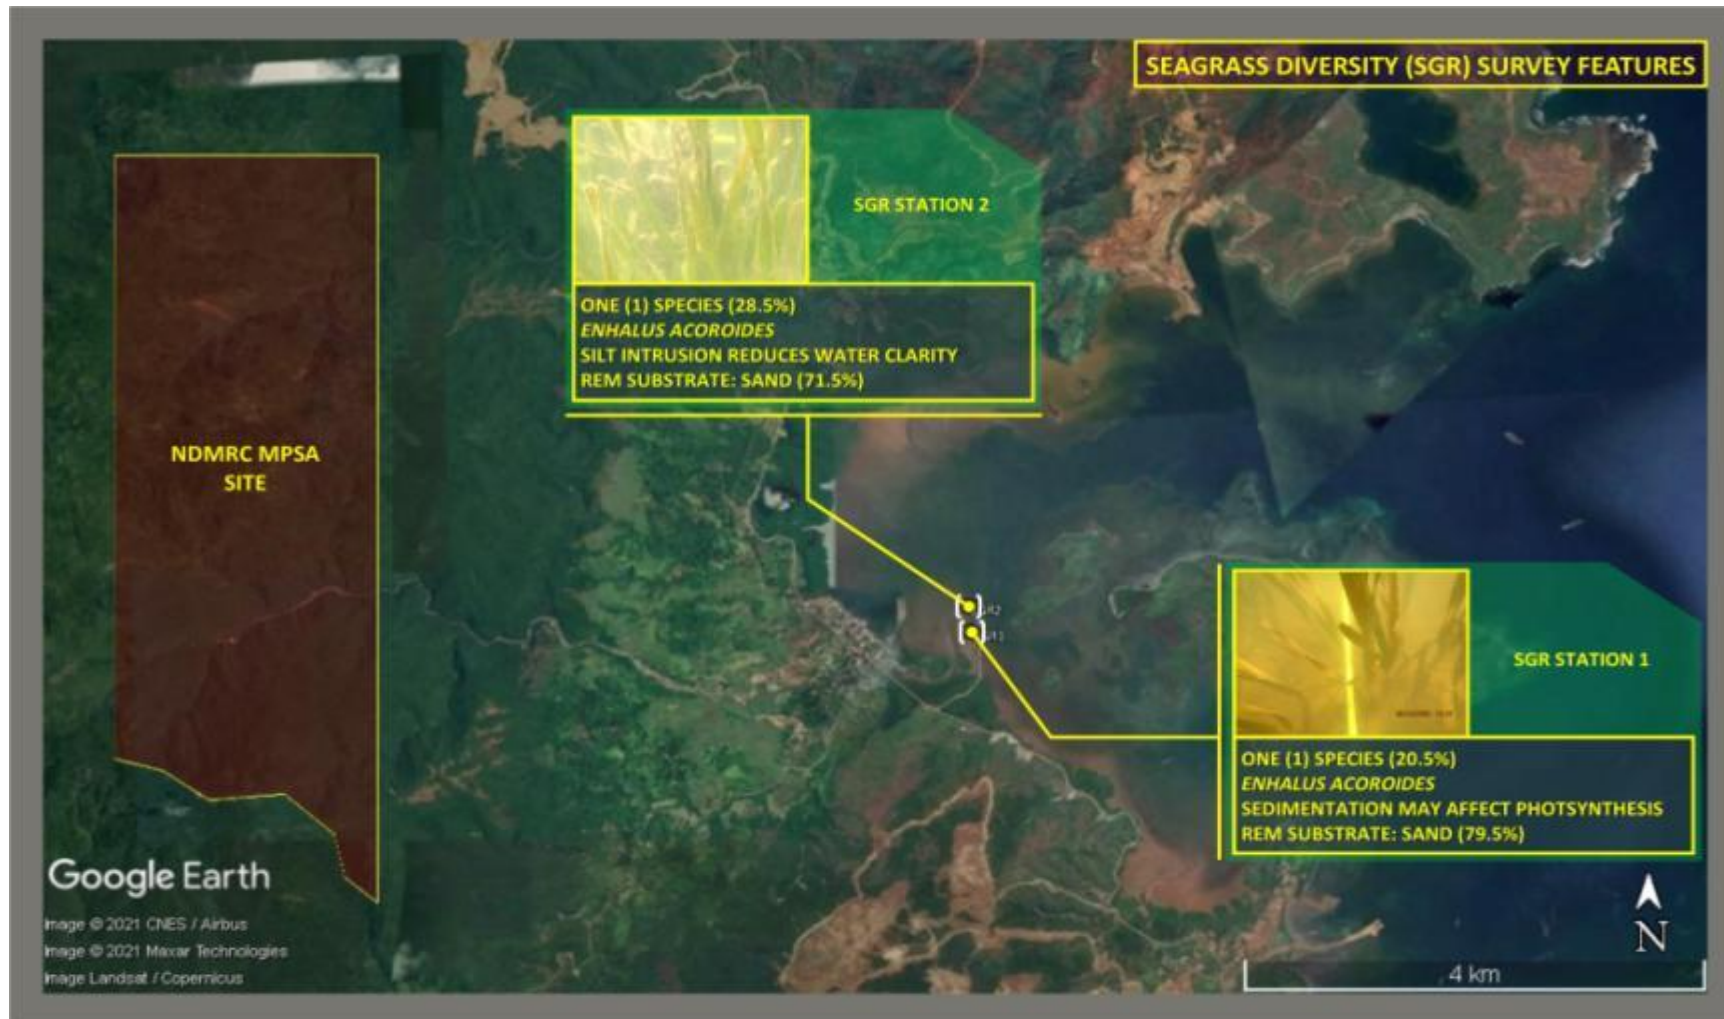 SEAGRASS DIVERSITY (SGR) SURVEY FEATURES
SGR STATION 2
ONE (1) SPECIES (28.5%)
ENHALUS ACOROIDES
SILT INTRUSION REDUCES WATER CLARITY
REM SUBSTRATE: SAND (71.5%)
NDMRC MPSA
SITE
SGR STATION 1
ONE (1) SPECIES (20.5%)
ENHALUS ACOROIDES
SEDIMENTATION MAY AFFECT PHOTSYNTHESIS
REM SUBSTRATE: SAND (79.5%)
Google Earth
Image © 2021 CNES / Airbus
Image © 2021 Maxar Technologies
Image Landsat / Copernicus
N
4 km